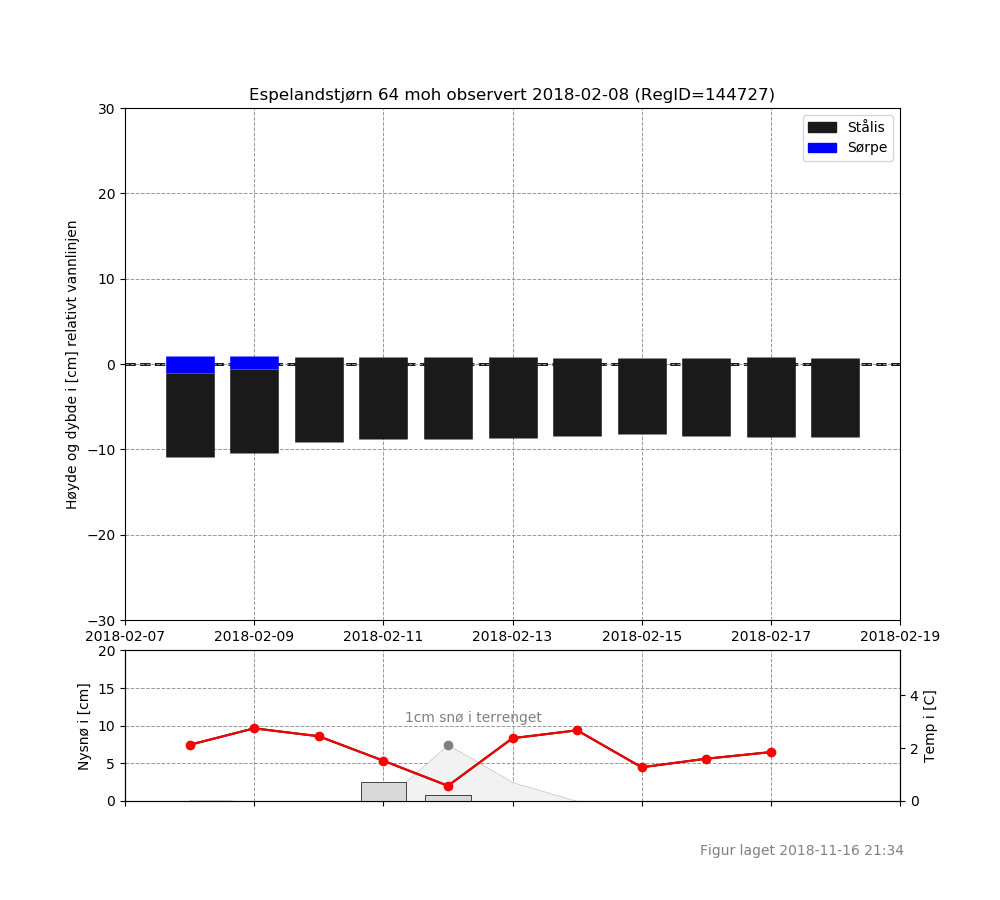 Espelandstjørn 64 moh observert 2018-02-08 (RegID=144727)
30
20
10
0
−10
−20
−30
Høyde og dybde i [cm] relativt vannlinjen
Stålis
Sørpe
2018-02-07 2018-02-09 2018-02-11 2018-02-13 2018-02-15 2018-02-17 2018-02-19
20
15
10
5
0
Nysnø i [cm]
1cm snø i terrenget
4
2
0
Temp i [C]
Figur laget 2018-11-16 21:34